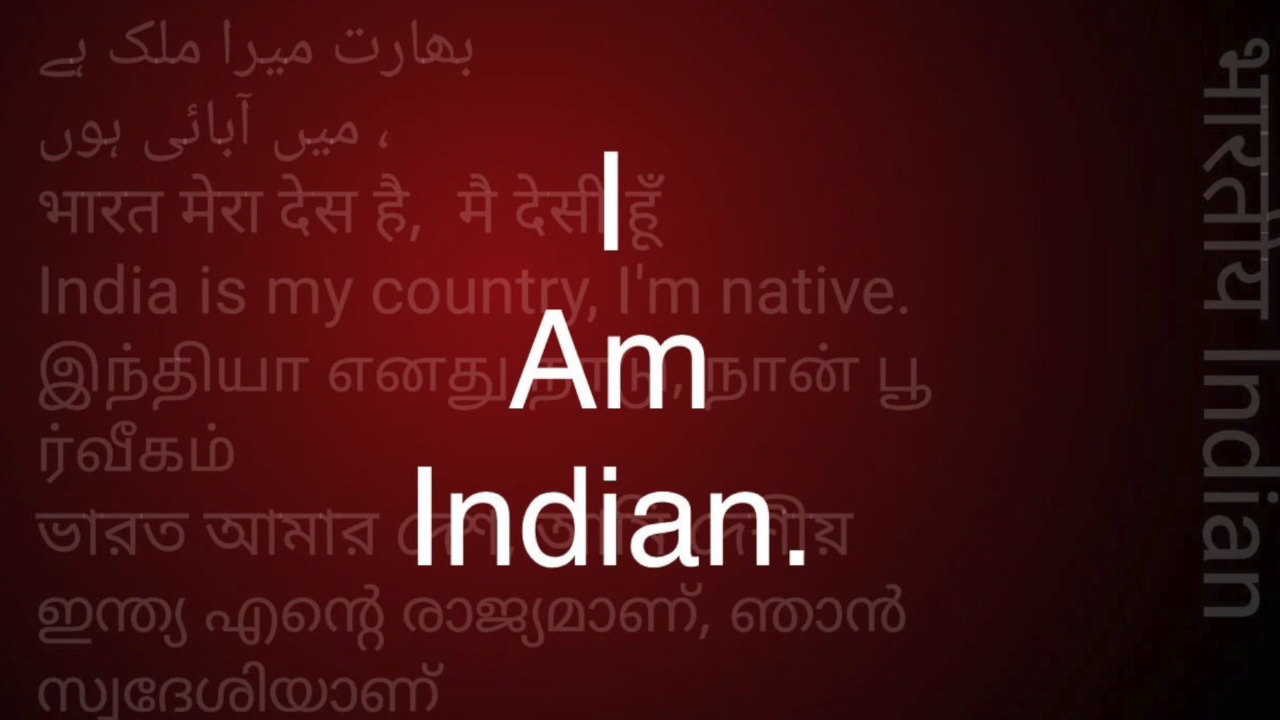 بھارت میرا ملک ہے
، میں آبائی ہوں
भारत मेरा देस है, मै देसी हूँ
India is my country, I'm native.
இந்தியா எனது நாடு, நான் பூ
ர்வீகம்
ভারত আমার দেশ, আমি দেশীয়
ഇന്ത്യ എന്റെ രാജ്യമാണ്, ഞാൻ
സ്വദേശിയാണ്
I
Am
Indian.
भारतीय Indian